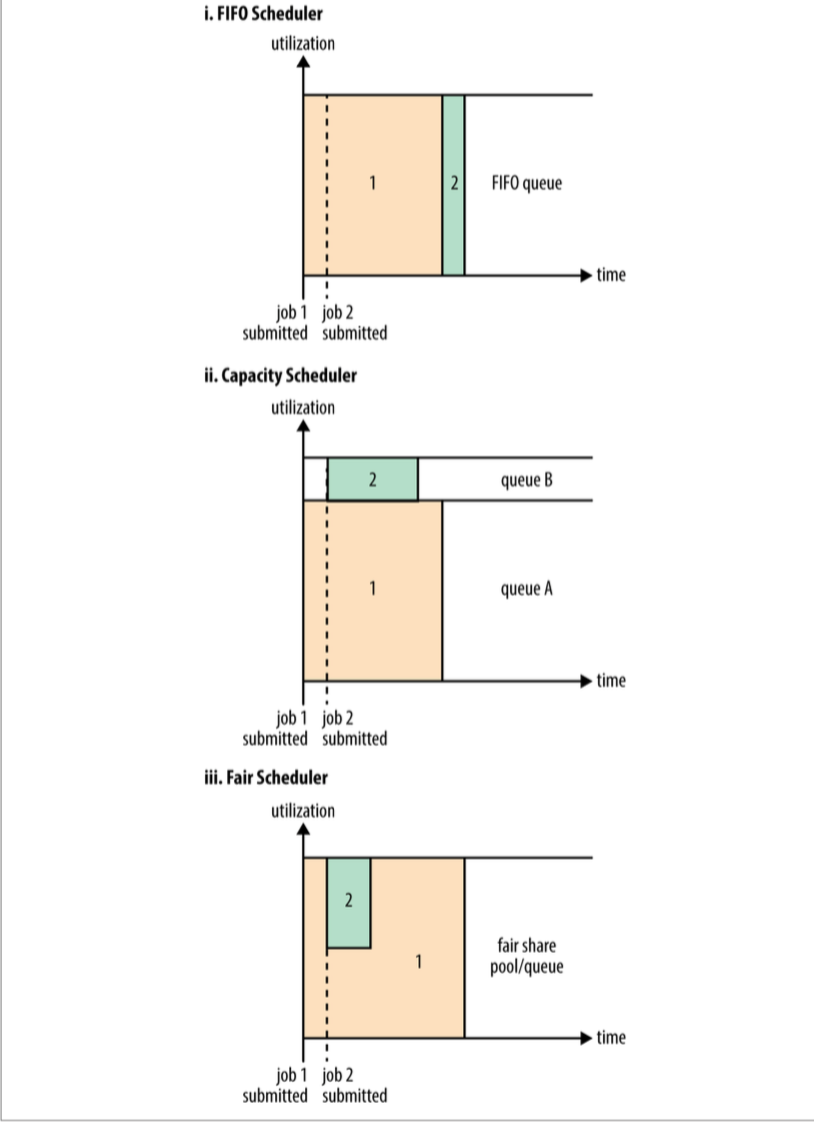 i. FIFO Scheduler
utilization
1
2
FIFO queue
time
job 1
submitted
job 2
submitted
ii. Capacity Scheduler
utilization
2
queue B
1
queue A
time
job 1
submitted
job 2
submitted
iii. Fair Scheduler
utilization
2
1
fair share
pool/queue
time
job 1
submitted
job 2
submitted